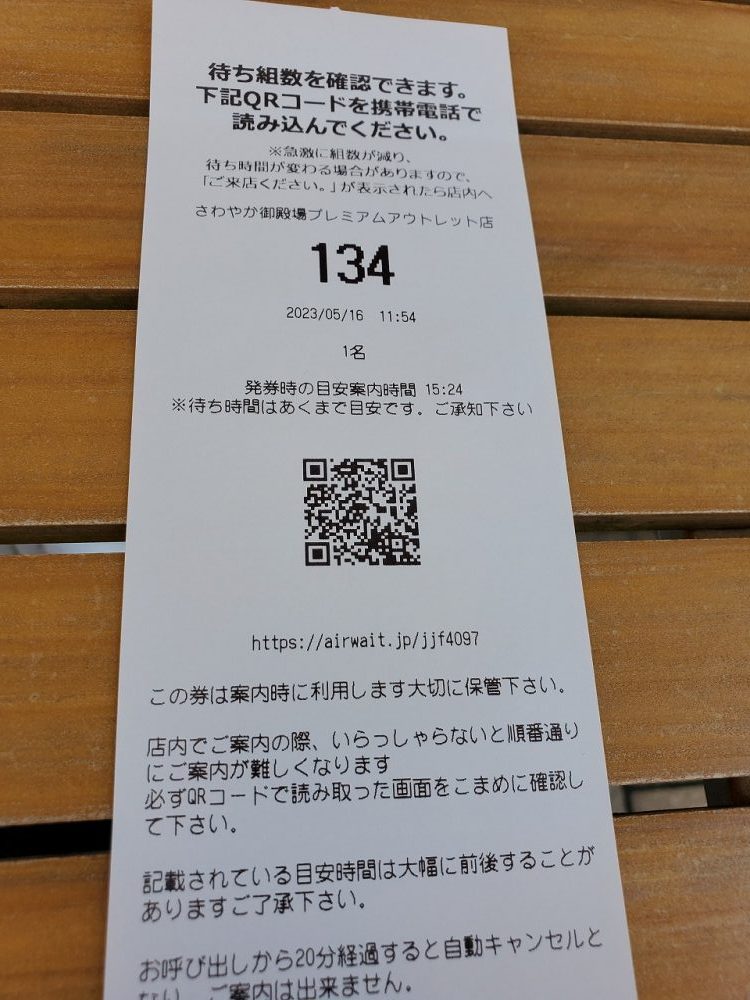 待ち組数を確認できます。
下記QRコードを携帯電話で
読み込んでください。
※急激に組数が減り、
待ち時間が変わる場合がありますので、
「ご来店ください。」が表示されたら店内へ
さわやか御殿場プレミアムアウトレット店
134
2023/05/16 11:54
1名
発券時の目安案内時間 15:24
※待ち時間はあくまで目安です。ご承知下さい
https://airwait.jp/jjf4097
この券は案内時に利用します大切に保管下さい。
店内でご案内の際、いらっしゃらないと順番通り
にご案内が難しくなります
必ずQRコードで読み取った画面をこまめに確認し
て下さい。
記載されている目安時間は大幅に前後することが
ありますご了承下さい。
お呼び出しから20分経過すると自動キャンセルと
なり、ご案内は出来ません。